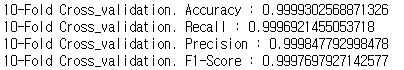 10-Fold Cross_validation. Accuracy : 0.9999302568871326
10-Fold Cross_validation. Recall : 0.9996921455053718
10-Fold Cross_validation. Precision : 0.999847792998478
10-Fold Cross_validation. F1-Score : 0.9997697927142577